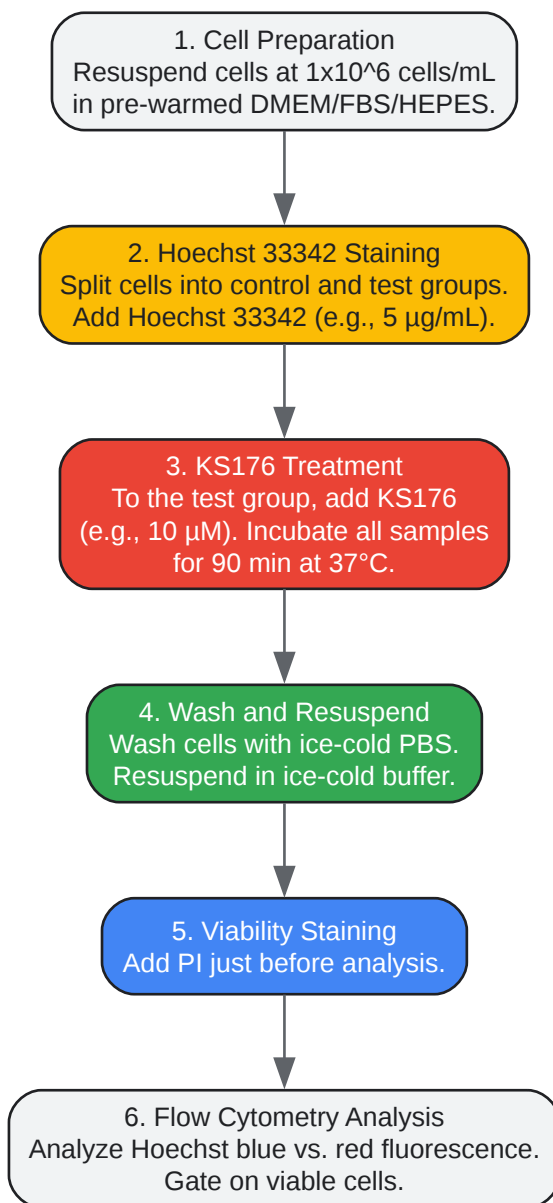 1. Cell Preparation
Resuspend cells at 1x10^6 cells/mL
in pre-warmed DMEM/FBS/HEPES.
2. Hoechst 33342 Staining
Split cells into control and test groups.
Add Hoechst 33342 (e.g., 5 µg/mL).
3. KS176 Treatment
To the test group, add KS176
(e.g., 10 µM). Incubate all samples
for 90 min at 37°C.
4. Wash and Resuspend
Wash cells with ice-cold PBS.
Resuspend in ice-cold buffer.
5. Viability Staining
Add PI just before analysis.
6. Flow Cytometry Analysis
Analyze Hoechst blue vs. red fluorescence.
Gate on viable cells.